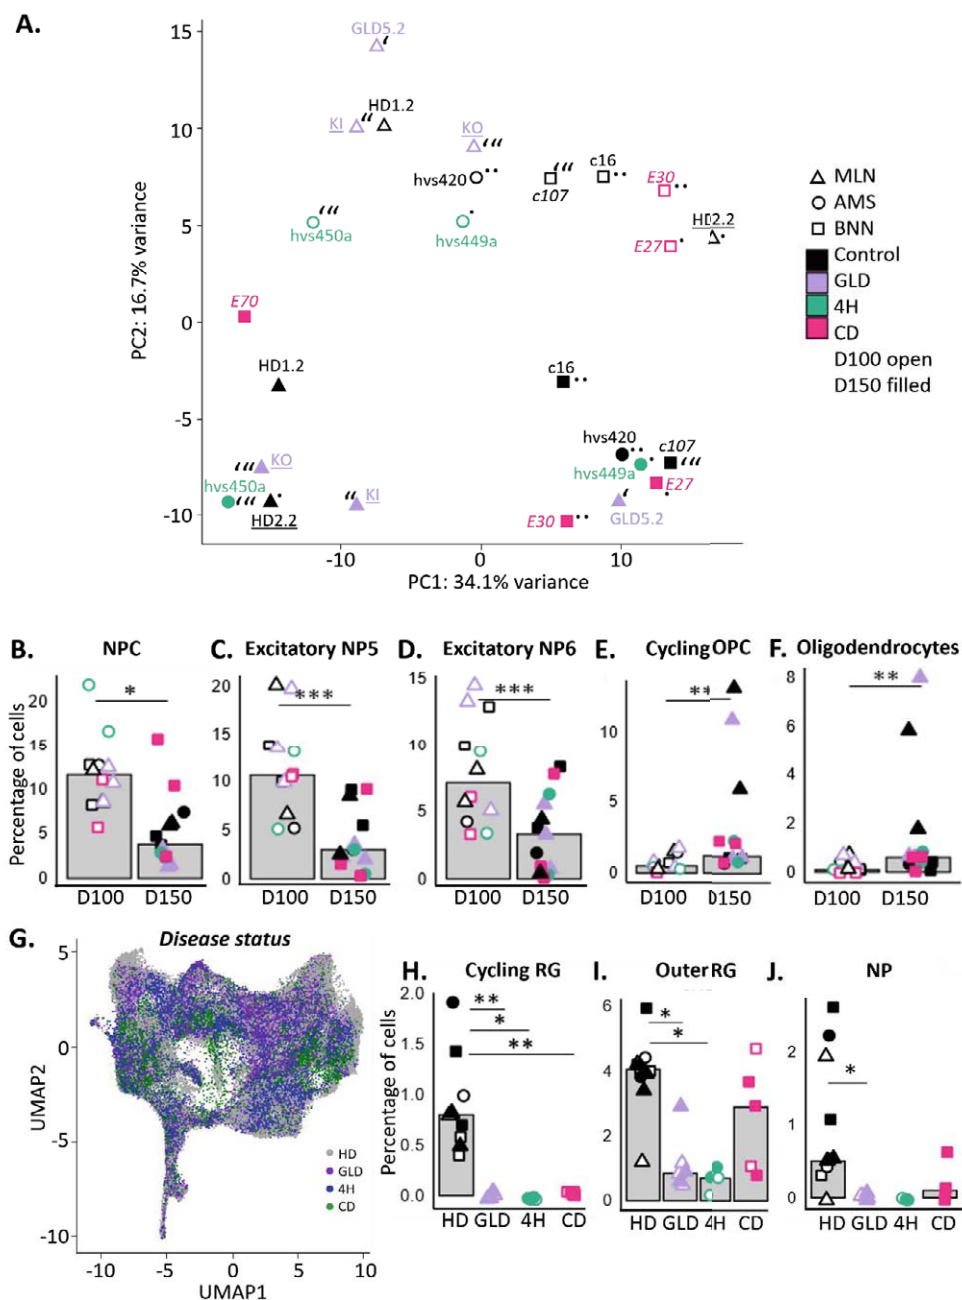 A.
15
10
5
0
-5
-10
PC2: 16.7% variance
-10
0
10
PC1: 34.1% variance
GLD5.2
KI
HD1.2
KO
hvs420
c107
c16
E30
HD2.2
hvs450a
hvs449a
E27
E70
HD1.2
c16
KO
hvs450a
HD2.2
KI
hvs420
c107
hvs449a
E27
E30
GLD5.2
MLN
AMS
BNN
Control
GLD
4H
CD
D100 open
D150 filled
B.
NPC
Percentage of cells
20
15
10
5
0
*
D100
D150
C.
Excitatory NP5
20
15
10
5
0
***
D100
D150
D.
Excitatory NP6
15
10
5
0
***
D100
D150
E.
Cycling OPC
10
5
0
**
D100
D150
F.
Oligodendrocytes
8
6
4
2
0
**
D100
D150
G.
Disease status
5
0
-5
-10
UMAP2
-10
-5
0
5
10
UMAP1
HD
GLD
4H
CD
H.
Cycling RG
Percentage of cells
2.0
1.5
1.0
0.5
0.0
**
*
**
HD
GLD
4H
CD
I.
Outer RG
6
4
2
0
*
*
HD
GLD
4H
CD
J.
NP
2
1
0
*
HD
GLD
4H
CD